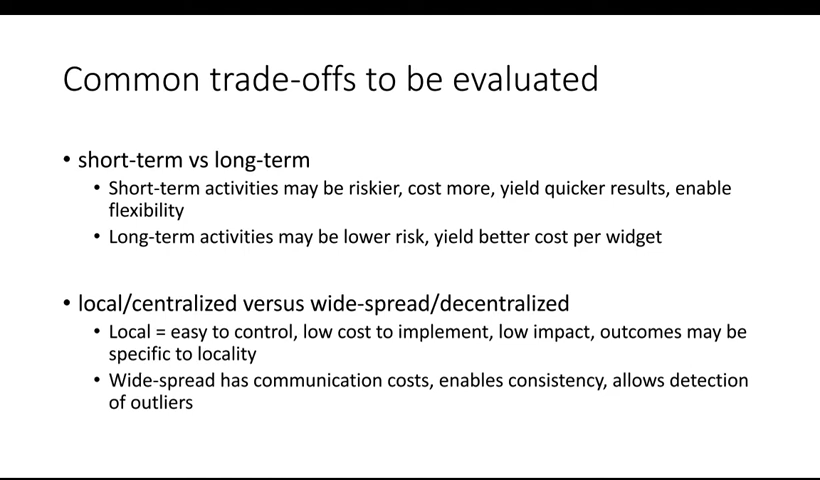 Common trade-offs to be evaluated
• short-term vs long-term
• Short-term activities may be riskier, cost more, yield quicker results, enable
flexibility
• Long-term activities may be lower risk, yield better cost per widget
• local/centralized versus wide-spread/decentralized
• Local = easy to control, low cost to implement, low impact, outcomes may be
specific to locality
• Wide-spread has communication costs, enables consistency, allows detection
of outliers